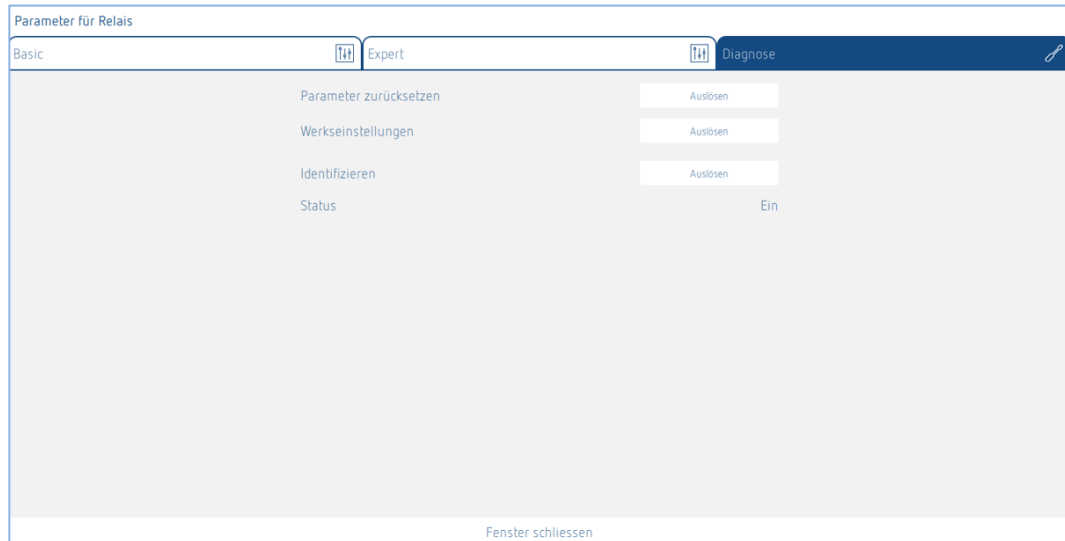 Parameter für Relais
Basic Expert Diagnose
Parameter zurücksetzen Auslösen
Werkseinstellungen Auslösen
Identifizieren Auslösen
Status Ein
Fenster schliessen